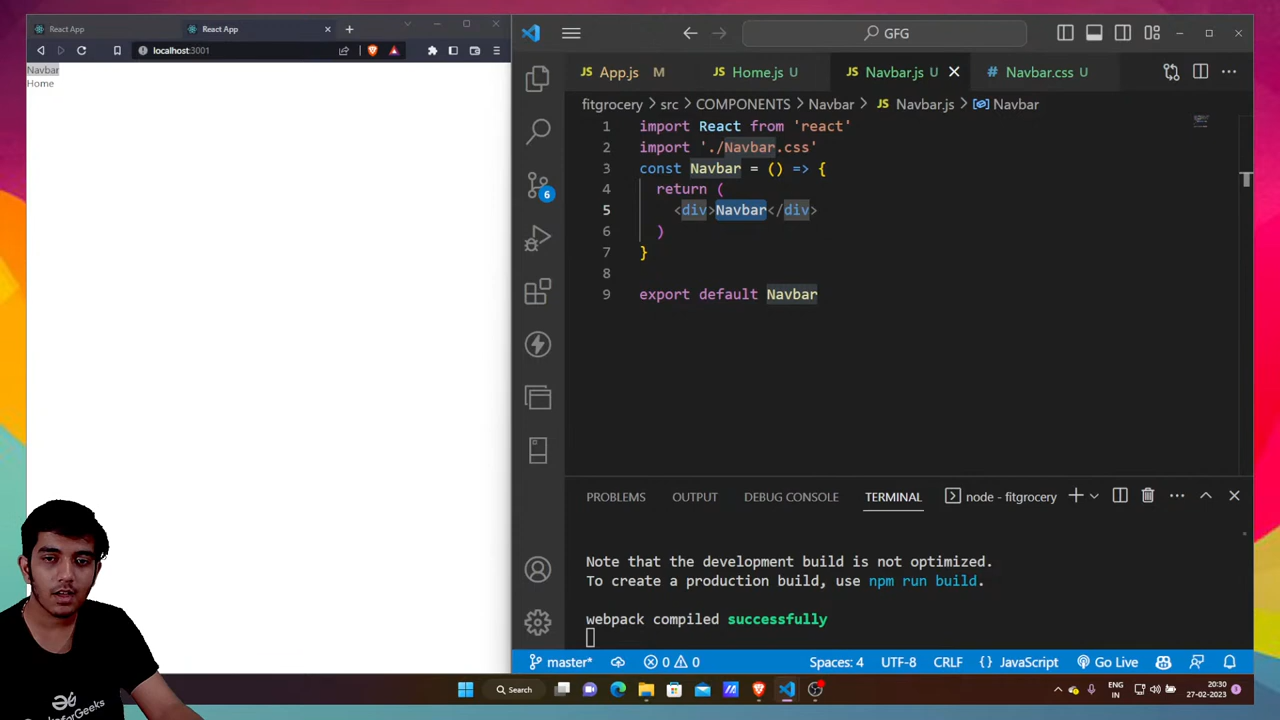 React App
React App
localhost:3001
Navbar
Home
GFG
App.js M
Home.js U
Navbar.js U
Navbar.css U
fitgrocery > src > COMPONENTS > Navbar > JS Navbar.js > Navbar
1 import React from 'react'
2 import './Navbar.css'
3 const Navbar = () => {
4 return (
5 <div>Navbar</div>
6 )
7 }
8
9 export default Navbar
6
PROBLEMS OUTPUT DEBUG CONSOLE TERMINAL node - fitgrocery
Note that the development build is not optimized.
To create a production build, use npm run build.
webpack compiled successfully
master* 0 0 Spaces: 4 UTF-8 CRLF {} JavaScript Go Live
Search
ENG
IN
20:30
27-02-2023